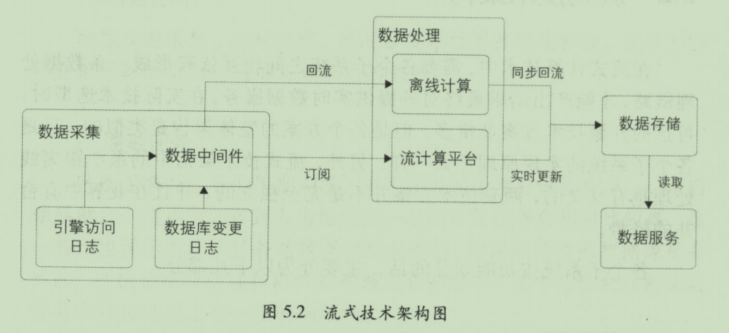 数据处理
回流
离线计算
同步回流
数据采集
数据中间件
订阅
流计算平台
实时更新
数据存储
读取
引擎访问
日志
数据库变更
日志
数据服务
图 5.2 流式技术架构图